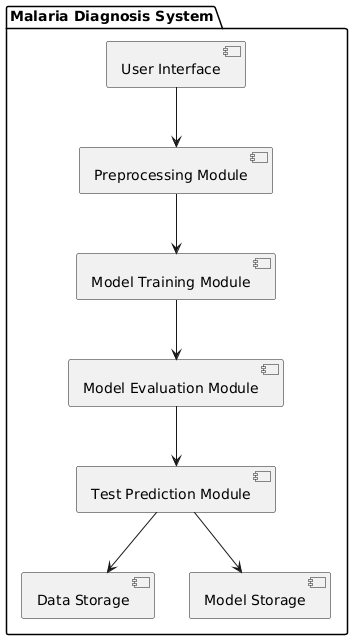 Malaria Diagnosis System
User Interface
Preprocessing Module
Model Training Module
Model Evaluation Module
Test Prediction Module
Data Storage
Model Storage